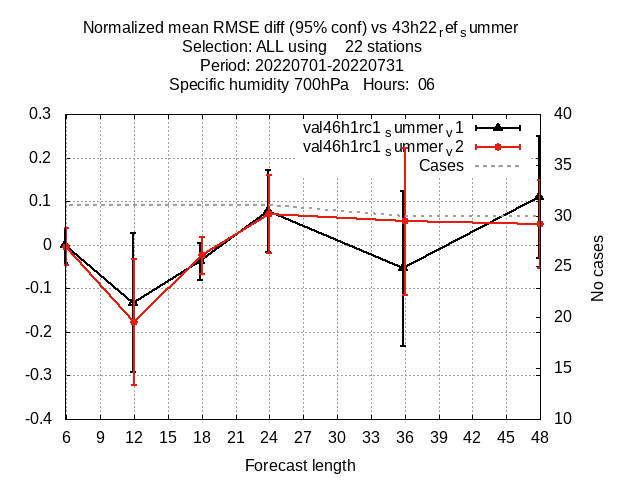 Normalized mean RMSE diff (95% conf) vs 43h22ref_summer
Selection: ALL using 22 stations
Period: 20220701-20220731
Specific humidity 700hPa Hours: 06
val46h1rc1summerv1
val46h1rc1summerv2
Cases
0.3
0.2
0.1
0
-0.1
-0.2
-0.3
-0.4
40
35
30
25
20
15
10
No cases
6 9 12 15 18 21 24 27 30 33 36 39 42 45 48
Forecast length